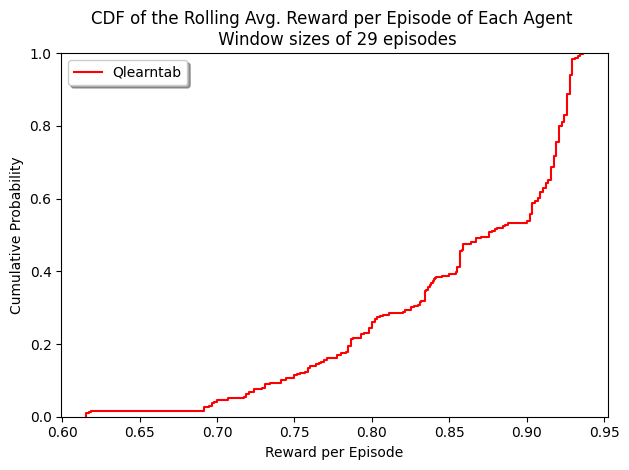 CDF of the Rolling Avg. Reward per Episode of Each Agent
Window sizes of 29 episodes
Qlearntab
Cumulative Probability
1.0
0.8
0.6
0.4
0.2
0.0
0.60 0.65 0.70 0.75 0.80 0.85 0.90 0.95
Reward per Episode